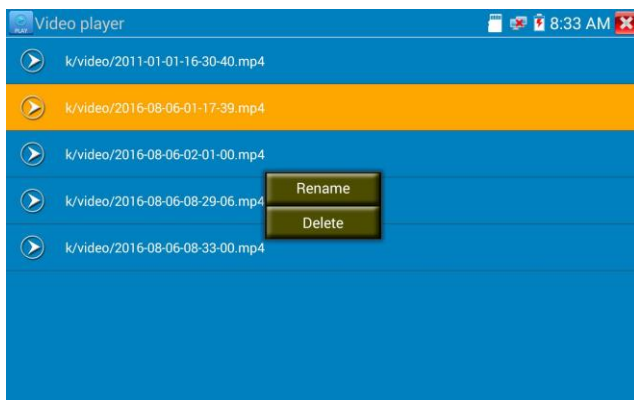 PLAY
Video player
8:33 AM
k/video/2011-01-01-16-30-40.mp4
k/video/2016-08-06-01-17-39.mp4
k/video/2016-08-06-02-01-00.mp4
k/video/2016-08-06-08-29-06.mp4
k/video/2016-08-06-08-33-00.mp4
Rename
Delete